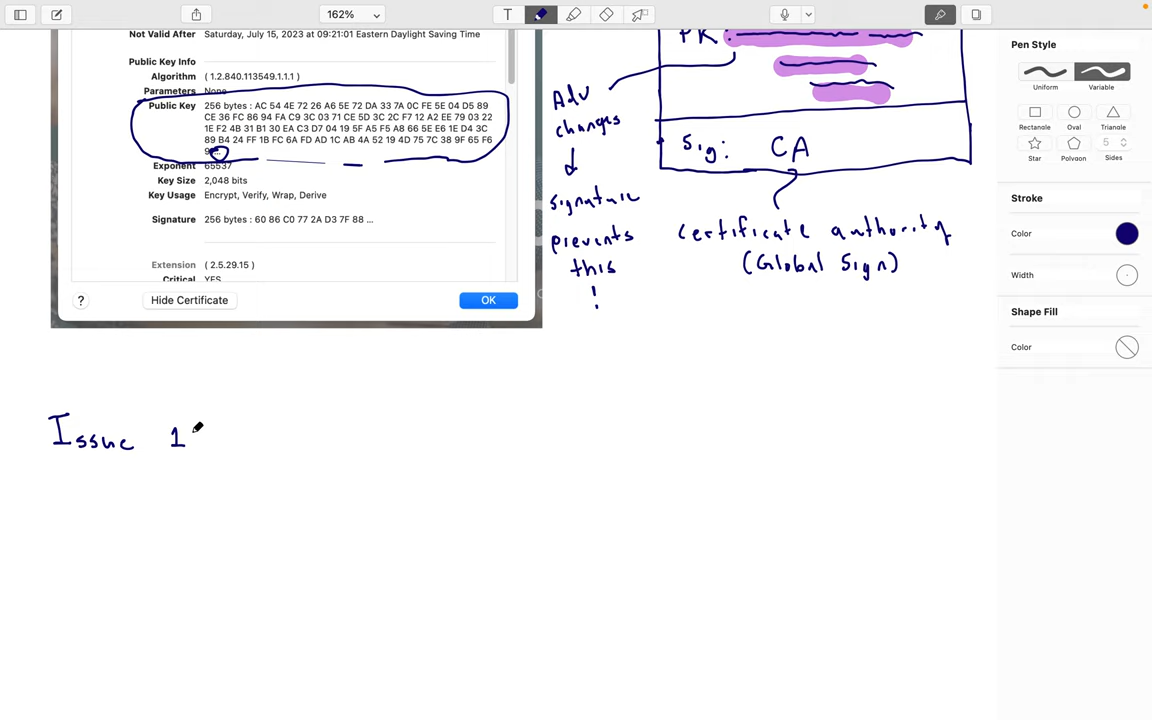 162%
T
Not Valid After Saturday, July 15, 2023 at 09:21:01 Eastern Daylight Saving Time
Public Key Info
Algorithm ( 1.2.840.113549.1.1.1 )
Parameters None
Public Key 256 bytes : AC 54 4E 72 26 A6 5E 72 DA 33 7A 0C FE 5E 04 D5 89
CE 36 FC 86 94 FA C9 3C 03 71 CE 5D 3C 2C F7 12 A2 EE 79 03 22
1E F2 4B 31 B1 30 EA C3 D7 04 19 5F A5 F5 A8 66 5E E6 1E D4 3C
89 B4 24 FF 1B FC 6A FD AD 1C AB 4A 52 19 4D 75 7C 38 9F 65 F6
Exponent 65537
Key Size 2,048 bits
Key Usage Encrypt, Verify, Wrap, Derive
Signature 256 bytes : 60 86 C0 77 2A D3 7F 88 ...
Extension ( 2.5.29.15 )
Critical YES
?
Hide Certificate
OK
PK:
Adv
changes
signature
prevents
this
!
Sig: CA
certificate authority
(Global Sign)
Issue 1
Pen Style
Uniform
Variable
Rectangle
Oval
Triangle
Star
Polygon
5
Sides
Stroke
Color
Width
Shape Fill
Color